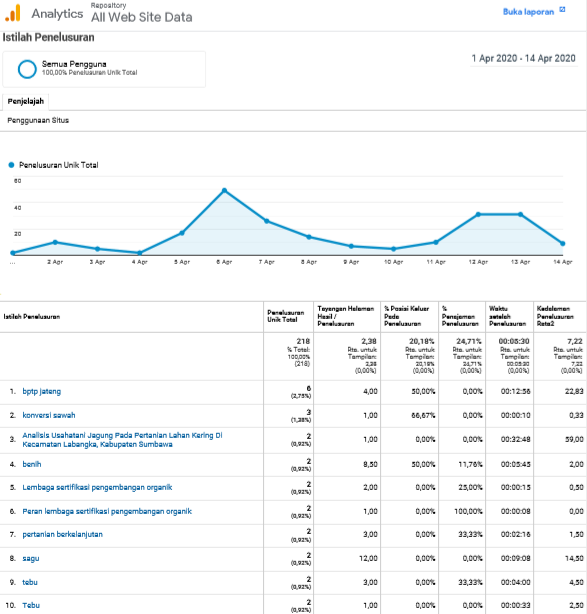 Analytics
Repository
All Web Site Data
Buka laporan
Istilah Penelusuran
Semua Pengguna
100,00% Penelusuran Unik Total
1 Apr 2020 - 14 Apr 2020
Penjelajah
Penggunaan Situs
Penelusuran Unik Total
60
40
20
... 2 Apr 3 Apr 4 Apr 5 Apr 6 Apr 7 Apr 8 Apr 9 Apr 10 Apr 11 Apr 12 Apr 13 Apr 14 Apr
Istilah Penelusuran
Penelusuran
Unik Total
Tayangan Halaman
Hasil /
Penelusuran
% Posisi Keluar
Pada
Penelusuran
%
Penajaman
Penelusuran
Waktu
setelah
Penelusuran
Kedalaman
Penelusuran
Rata2
218
% Total:
100,00%
(218)
2,38
Rta. untuk
Tampilan:
2,38
(0,00%)
20,18%
Rta. untuk
Tampilan:
20,18%
(0,00%)
24,71%
Rta. untuk
Tampilan:
24,71%
(0,00%)
00:05:30
Rta. untuk
Tampilan:
00:05:30
(0,00%)
7,22
Rta. untuk
Tampilan:
7,22
(0,00%)
1. bptp jateng 6 4,00 50,00% 0,00% 00:12:56 22,83
(2,75%)
2. konversi sawah 3 1,00 66,67% 0,00% 00:00:10 0,33
(1,38%)
3. Analisis Usahatani Jagung Pada Pertanian Lahan Kering Di
Kecamatan Labangka, Kabupaten Sumbawa
2 1,00 0,00% 0,00% 00:32:48 59,00
(0,92%)
4. benih 2 8,50 50,00% 11,76% 00:05:45 2,00
(0,92%)
5. Lembaga sertifikasi pengembangan organik 2 2,00 0,00% 25,00% 00:00:15 0,50
(0,92%)
6. Peran lembaga sertifikasi pengembangan organik 2 1,00 0,00% 100,00% 00:00:08 0,00
(0,92%)
7. pertanian berkelanjutan 2 3,00 0,00% 33,33% 00:02:16 1,50
(0,92%)
8. sagu 2 12,00 0,00% 0,00% 00:09:08 14,50
(0,92%)
9. tebu 2 3,00 0,00% 33,33% 00:04:00 4,50
(0,92%)
10. Tebu 2 1,00 0,00% 0,00% 00:00:33 2,50
(0,92%)